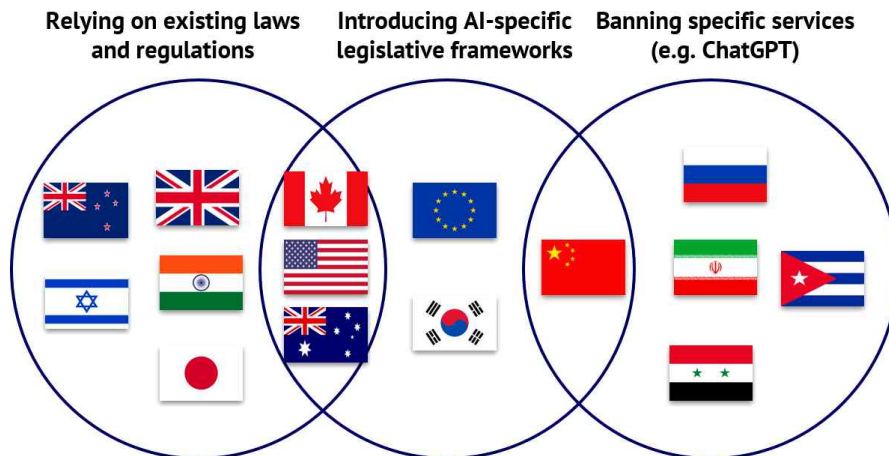 Relying on existing laws
and regulations
Introducing AI-specific
legislative frameworks
Banning specific services
(e.g. ChatGPT)